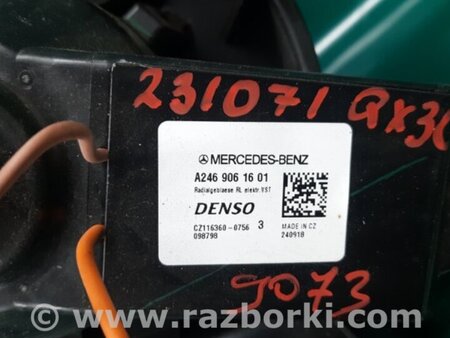 231071 QX30
MERCEDES-BENZ
A246 906 16 01
Radialgeblaese RL elektr.VST
DENSO
CZ116360-0756 3
098798
MADE IN CZ
240918
9073
www.razborki.com